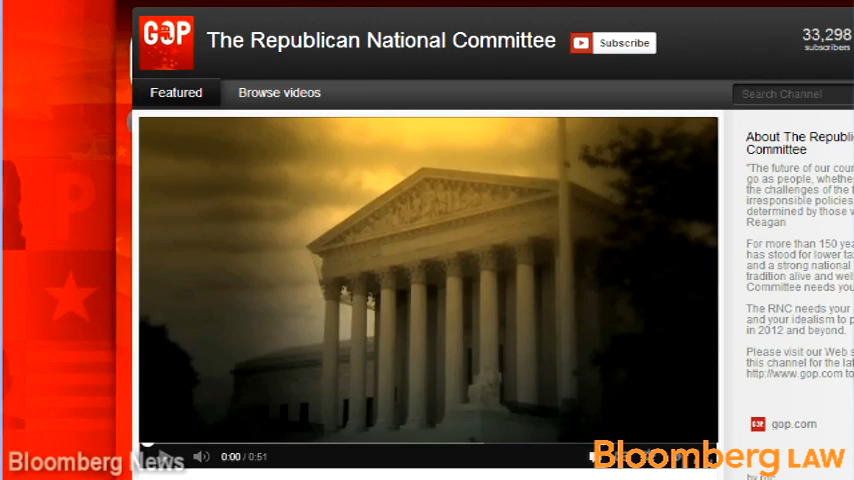 GOP
The Republican National Committee
Subscribe
33,298
subscribers
Featured
Browse videos
Search Channel
About The Republi
Committee
"The future of our cour
go as people, whethe
the challenges of the f
irresponsible policies
determined by those w
Reagan
For more than 150 yea
has stood for lower ta
and a strong national
tradition alive and wel
Committee needs you
The RNC needs your
and your idealism to p
in 2012 and beyond.
Please visit our Web s
this channel for the lat
http://www.gop.com to
GOP gop.com
0:00 / 0:51
Bloomberg News
Bloomberg LAW